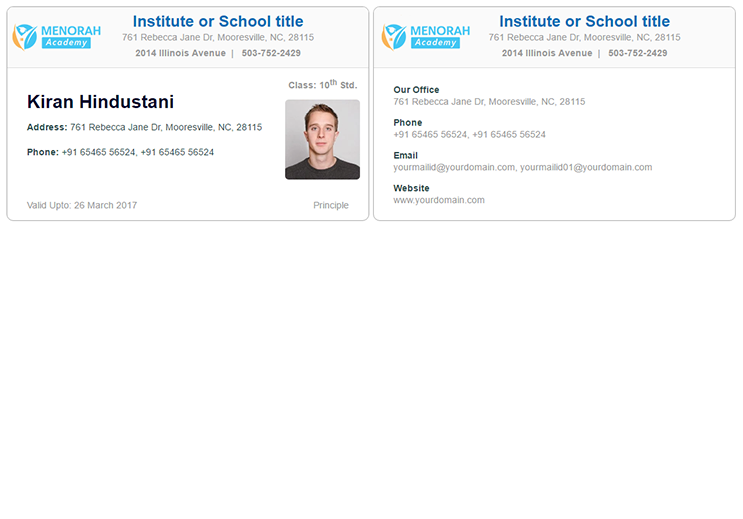 MENORAH
Academy
Institute or School title
761 Rebecca Jane Dr, Mooresville, NC, 28115
2014 Illinois Avenue | 503-752-2429
Class: 10th Std.
Kiran Hindustani
Address: 761 Rebecca Jane Dr, Mooresville, NC, 28115
Phone: +91 65465 56524, +91 65465 56524
Valid Upto: 26 March 2017
Principle
MENORAH
Academy
Institute or School title
761 Rebecca Jane Dr, Mooresville, NC, 28115
2014 Illinois Avenue | 503-752-2429
Our Office
761 Rebecca Jane Dr, Mooresville, NC, 28115
Phone
+91 65465 56524, +91 65465 56524
Email
yourmailid@yourdomain.com, yourmailid01@yourdomain.com
Website
www.yourdomain.com